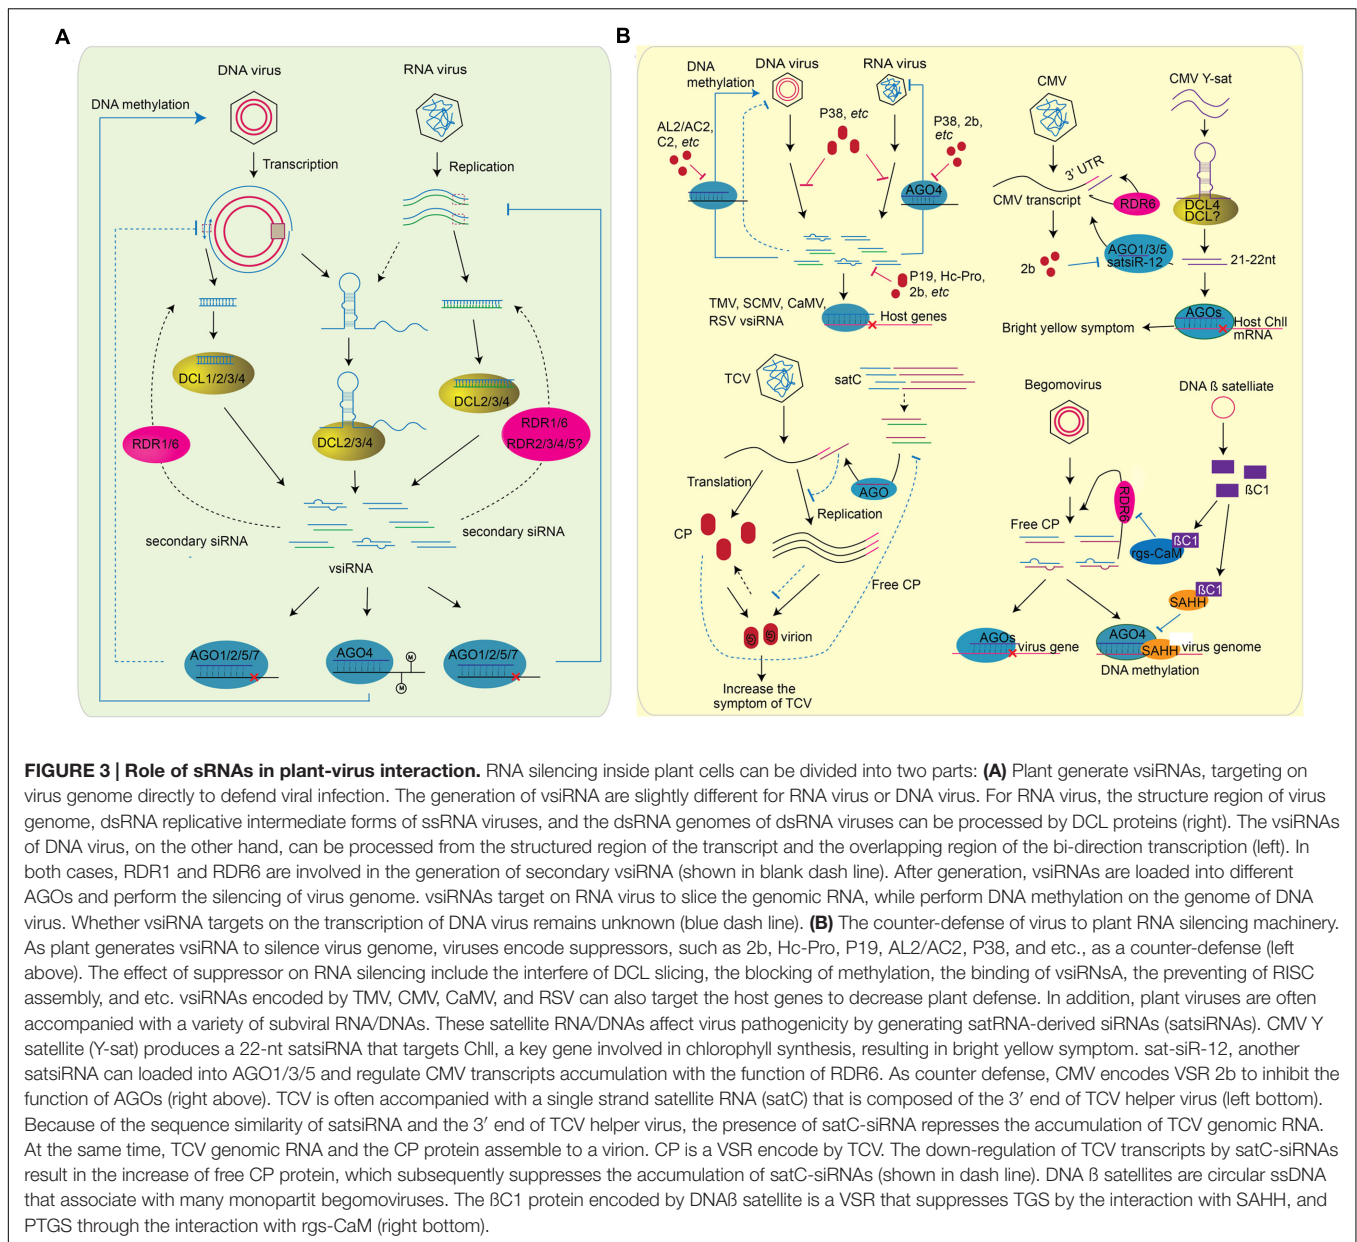 A
DNA virus
RNA virus
DNA methylation
Transcription
Replication
DCL1/2/3/4
DCL2/3/4
DCL2/3/4
RDR1/6
RDR1/6
RDR2/3/4/5?
secondary siRNA
secondary siRNA
vsiRNA
AGO1/2/5/7
AGO4
AGO1/2/5/7
M
M
B
DNA
methylation
DNA virus
RNA virus
AL2/AC2,
C2, etc
P38, etc
P38, 2b,
etc
AGO4
P19, Hc-Pro,
2b, etc
TMV, SCMV, CaMV,
RSV vsiRNA
Host genes
CMV
CMV Y-sat
3' UTR
CMV transcript
RDR6
DCL4
DCL?
2b
AGO1/3/5
satsiR-12
21-22nt
AGOs
Host Chll
mRNA
Bright yellow symptom
TCV
satC
Translation
AGO
Replication
CP
Free CP
virion
Increase the
symptom of TCV
Begomovirus
DNA ß satelliate
ßC1
RDR6
Free CP
ßC1
rgs-CaM
ßC1
SAHH
AGOs
virus gene
AGO4
SAHH
virus genome
DNA methylation
FIGURE 3 | Role of sRNAs in plant-virus interaction. RNA silencing inside plant cells can be divided into two parts: (A) Plant generate vsiRNAs, targeting on
virus genome directly to defend viral infection. The generation of vsiRNA are slightly different for RNA virus or DNA virus. For RNA virus, the structure region of virus
genome, dsRNA replicative intermediate forms of ssRNA viruses, and the dsRNA genomes of dsRNA viruses can be processed by DCL proteins (right). The vsiRNAs
of DNA virus, on the other hand, can be processed from the structured region of the transcript and the overlapping region of the bi-direction transcription (left). In
both cases, RDR1 and RDR6 are involved in the generation of secondary vsiRNA (shown in blank dash line). After generation, vsiRNAs are loaded into different
AGOs and perform the silencing of virus genome. vsiRNAs target on RNA virus to slice the genomic RNA, while perform DNA methylation on the genome of DNA
virus. Whether vsiRNA targets on the transcription of DNA virus remains unknown (blue dash line). (B) The counter-defense of virus to plant RNA silencing machinery.
As plant generates vsiRNA to silence virus genome, viruses encode suppressors, such as 2b, Hc-Pro, P19, AL2/AC2, P38, and etc., as a counter-defense (left
above). The effect of suppressor on RNA silencing include the interfere of DCL slicing, the blocking of methylation, the binding of vsiRNsA, the preventing of RISC
assembly, and etc. vsiRNAs encoded by TMV, CMV, CaMV, and RSV can also target the host genes to decrease plant defense. In addition, plant viruses are often
accompanied with a variety of subviral RNA/DNAs. These satellite RNA/DNAs affect virus pathogenicity by generating satRNA-derived siRNAs (satsiRNAs). CMV Y
satellite (Y-sat) produces a 22-nt satsiRNA that targets Chll, a key gene involved in chlorophyll synthesis, resulting in bright yellow symptom. sat-siR-12, another
satsiRNA can loaded into AGO1/3/5 and regulate CMV transcripts accumulation with the function of RDR6. As counter defense, CMV encodes VSR 2b to inhibit the
function of AGOs (right above). TCV is often accompanied with a single strand satellite RNA (satC) that is composed of the 3′ end of TCV helper virus (left bottom).
Because of the sequence similarity of satsiRNA and the 3′ end of TCV helper virus, the presence of satC-siRNA represses the accumulation of TCV genomic RNA.
At the same time, TCV genomic RNA and the CP protein assemble to a virion. CP is a VSR encode by TCV. The down-regulation of TCV transcripts by satC-siRNAs
result in the increase of free CP protein, which subsequently suppresses the accumulation of satC-siRNAs (shown in dash line). DNA ß satellites are circular ssDNA
that associate with many monopartit begomoviruses. The ßC1 protein encoded by DNAß satellite is a VSR that suppresses TGS by the interaction with SAHH, and
PTGS through the interaction with rgs-CaM (right bottom).